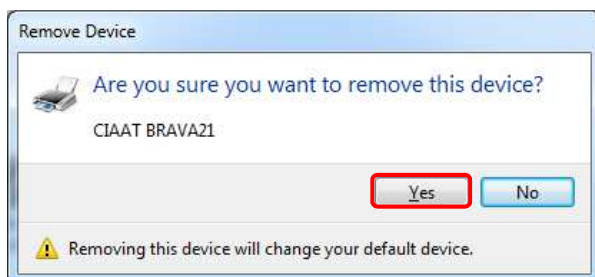 Remove Device
Are you sure you want to remove this device?
CIAAT BRAVA21
Yes No
Removing this device will change your default device.